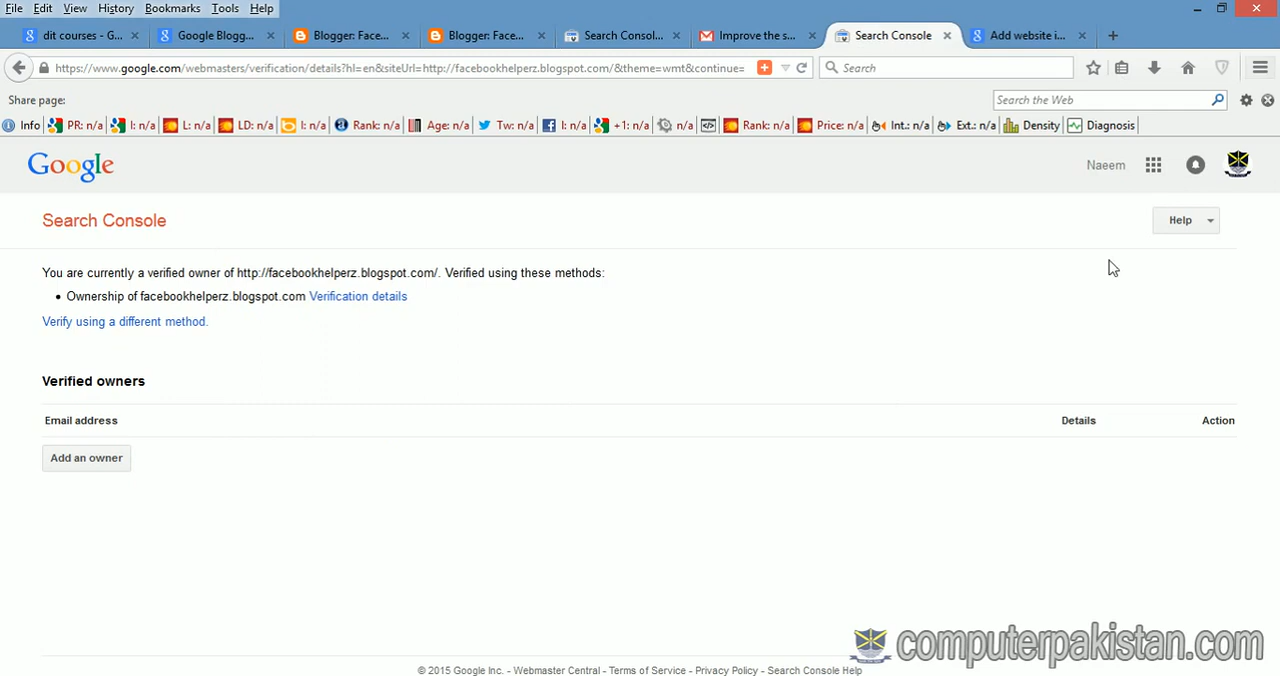 File Edit View History Bookmarks Tools Help
dit courses - G...
Google Blogg...
Blogger: Face...
Blogger: Face...
Search Consol...
Improve the s...
Search Console
Add website i...
https://www.google.com/webmasters/verification/details?hl=en&siteUrl=http://facebookhelperz.blogspot.com/&theme=wmt&continue=
Search
Share page:
Search the Web
Info PR: n/a I: n/a L: n/a LD: n/a I: n/a Rank: n/a Age: n/a Tw: n/a I: n/a +1: n/a n/a Rank: n/a Price: n/a Int.: n/a Ext.: n/a Density Diagnosis
Google
Naeem
Search Console
Help
You are currently a verified owner of http://facebookhelperz.blogspot.com/. Verified using these methods:
• Ownership of facebookhelperz.blogspot.com Verification details
Verify using a different method.
Verified owners
Email address Details Action
Add an owner
computerpakistan.com
© 2015 Google Inc. - Webmaster Central - Terms of Service - Privacy Policy - Search Console Help